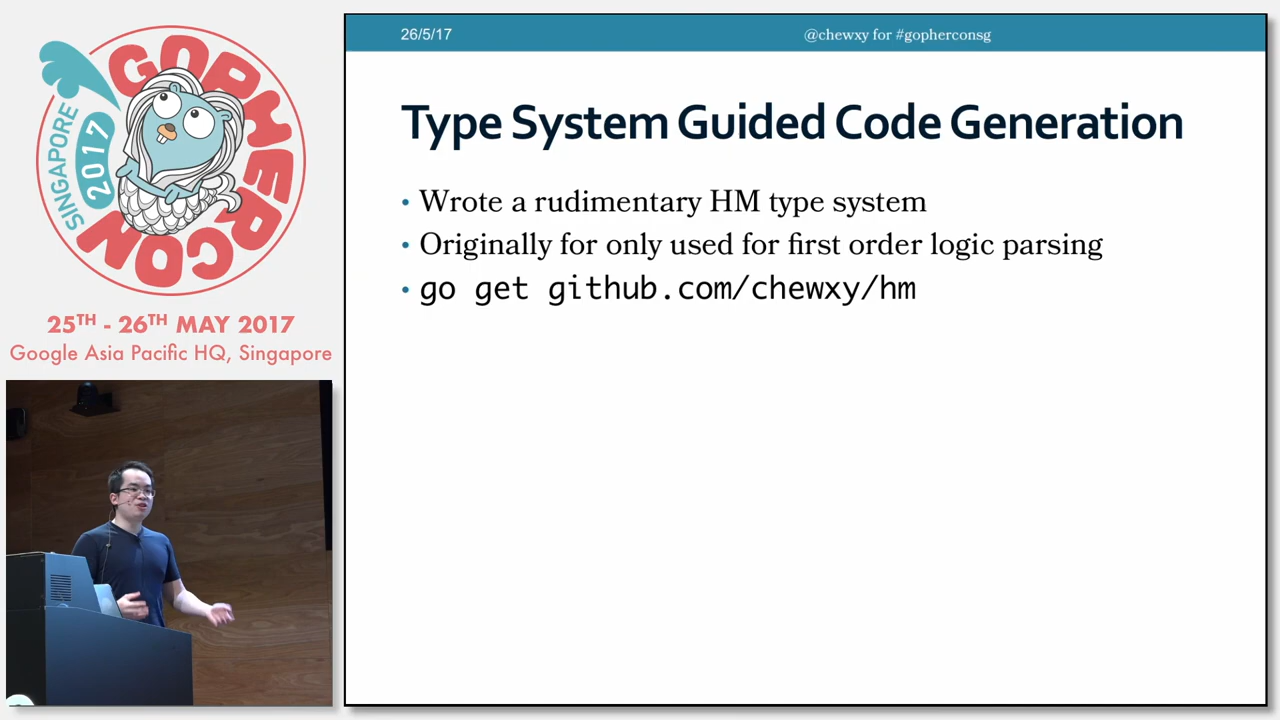 GOPHERCON
SINGAPORE
2017
25TH - 26TH MAY 2017
Google Asia Pacific HQ, Singapore
26/5/17
@chewxy for #gopherconsg
Type System Guided Code Generation
• Wrote a rudimentary HM type system
• Originally for only used for first order logic parsing
• go get github.com/chewxy/hm